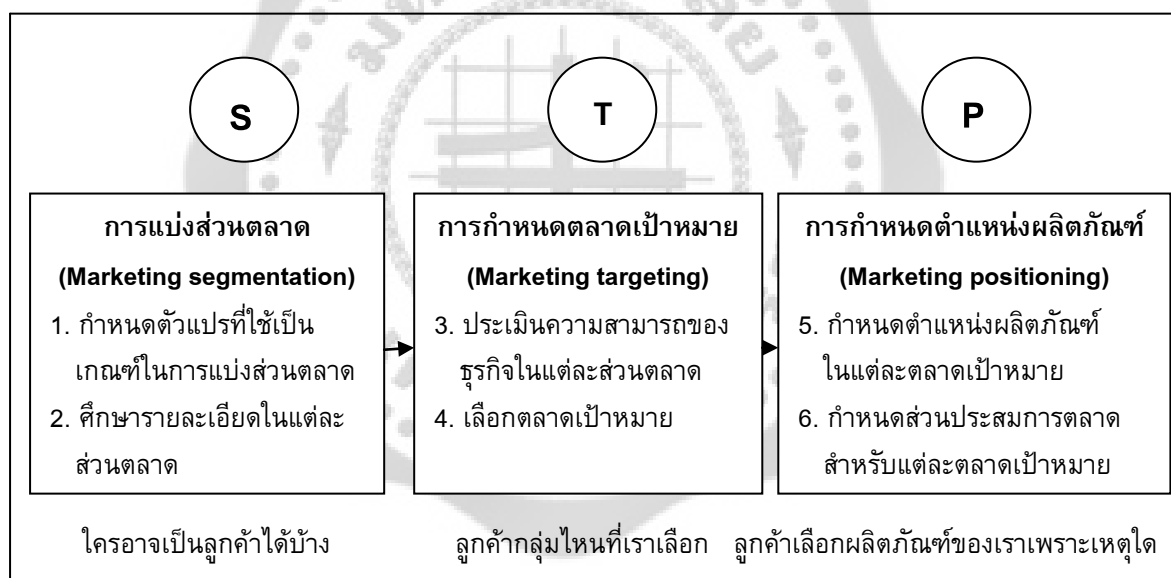 S
T
P
การแบ่งส่วนตลาด
(Marketing segmentation)
1. กำหนดตัวแปรที่ใช้เป็น
เกณฑ์ในการแบ่งส่วนตลาด
2. ศึกษารายละเอียดในแต่ละ
ส่วนตลาด
การกำหนดตลาดเป้าหมาย
(Marketing targeting)
3. ประเมินความสามารถของ
ธุรกิจในแต่ละส่วนตลาด
4. เลือกตลาดเป้าหมาย
การกำหนดตำแหน่งผลิตภัณฑ์
(Marketing positioning)
5. กำหนดตำแหน่งผลิตภัณฑ์
ในแต่ละตลาดเป้าหมาย
6. กำหนดส่วนประสมการตลาด
สำหรับแต่ละตลาดเป้าหมาย
ใครอาจเป็นลูกค้าได้บ้าง
ลูกค้ากลุ่มไหนที่เราเลือก
ลูกค้าเลือกผลิตภัณฑ์ของเราเพราะเหตุใด